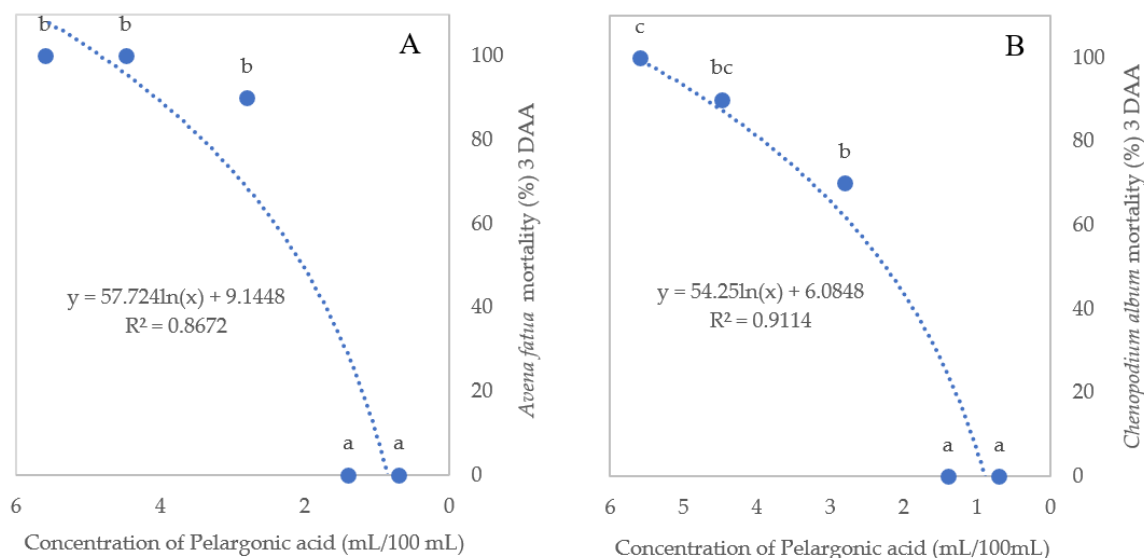 A
b b
b
y = 57.724ln(x) + 9.1448
R² = 0.8672
a a
100
80
60
40
20
0
Avena fatua mortality (%) 3 DAA
6 4 2 0
Concentration of Pelargonic acid (mL/100 mL)
B
c
bc
b
y = 54.25ln(x) + 6.0848
R² = 0.9114
a a
100
80
60
40
20
0
Chenopodium album mortality (%) 3 DAA
6 5 4 3 2 1 0
Concentration of Pelargonic acid (mL/100mL)